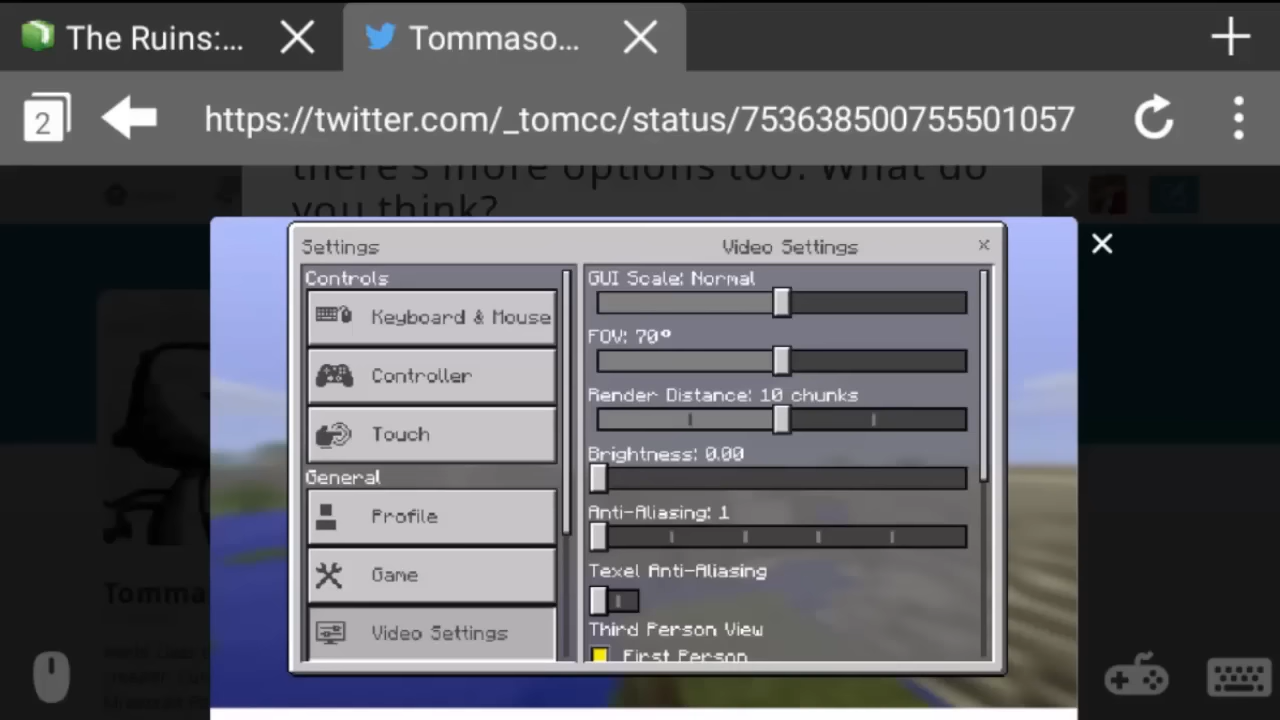 The Ruins:...
Tommaso...
2
https://twitter.com/_tomcc/status/753638500755501057
there's more options too. What do
you think?
Settings
Video Settings
Controls
Keyboard & Mouse
Controller
Touch
General
Profile
Game
Video Settings
GUI Scale: Normal
FOV: 70°
Render Distance: 10 chunks
Brightness: 0.00
Anti-Aliasing: 1
Texel Anti-Aliasing
Third Person View
First Person
Tomma